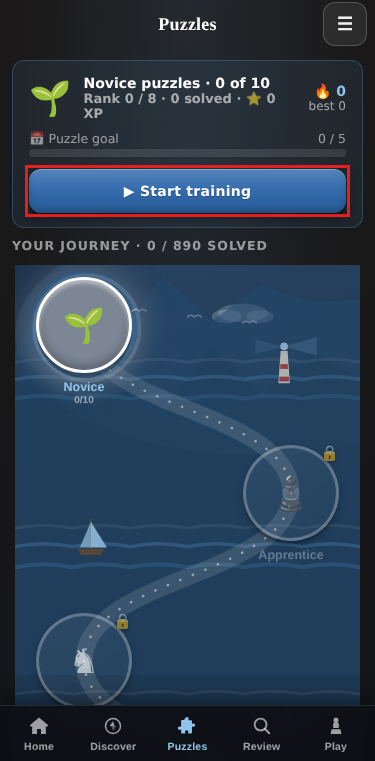 Puzzles
Novice puzzles · 0 of 10
Rank 0 / 8 · 0 solved · ⭐ 0
XP
🔥 0
best 0
📅 Puzzle goal
0 / 5
▶ Start training
YOUR JOURNEY · 0 / 890 SOLVED
Novice
0/10
Apprentice
Home
Discover
Puzzles
Review
Play